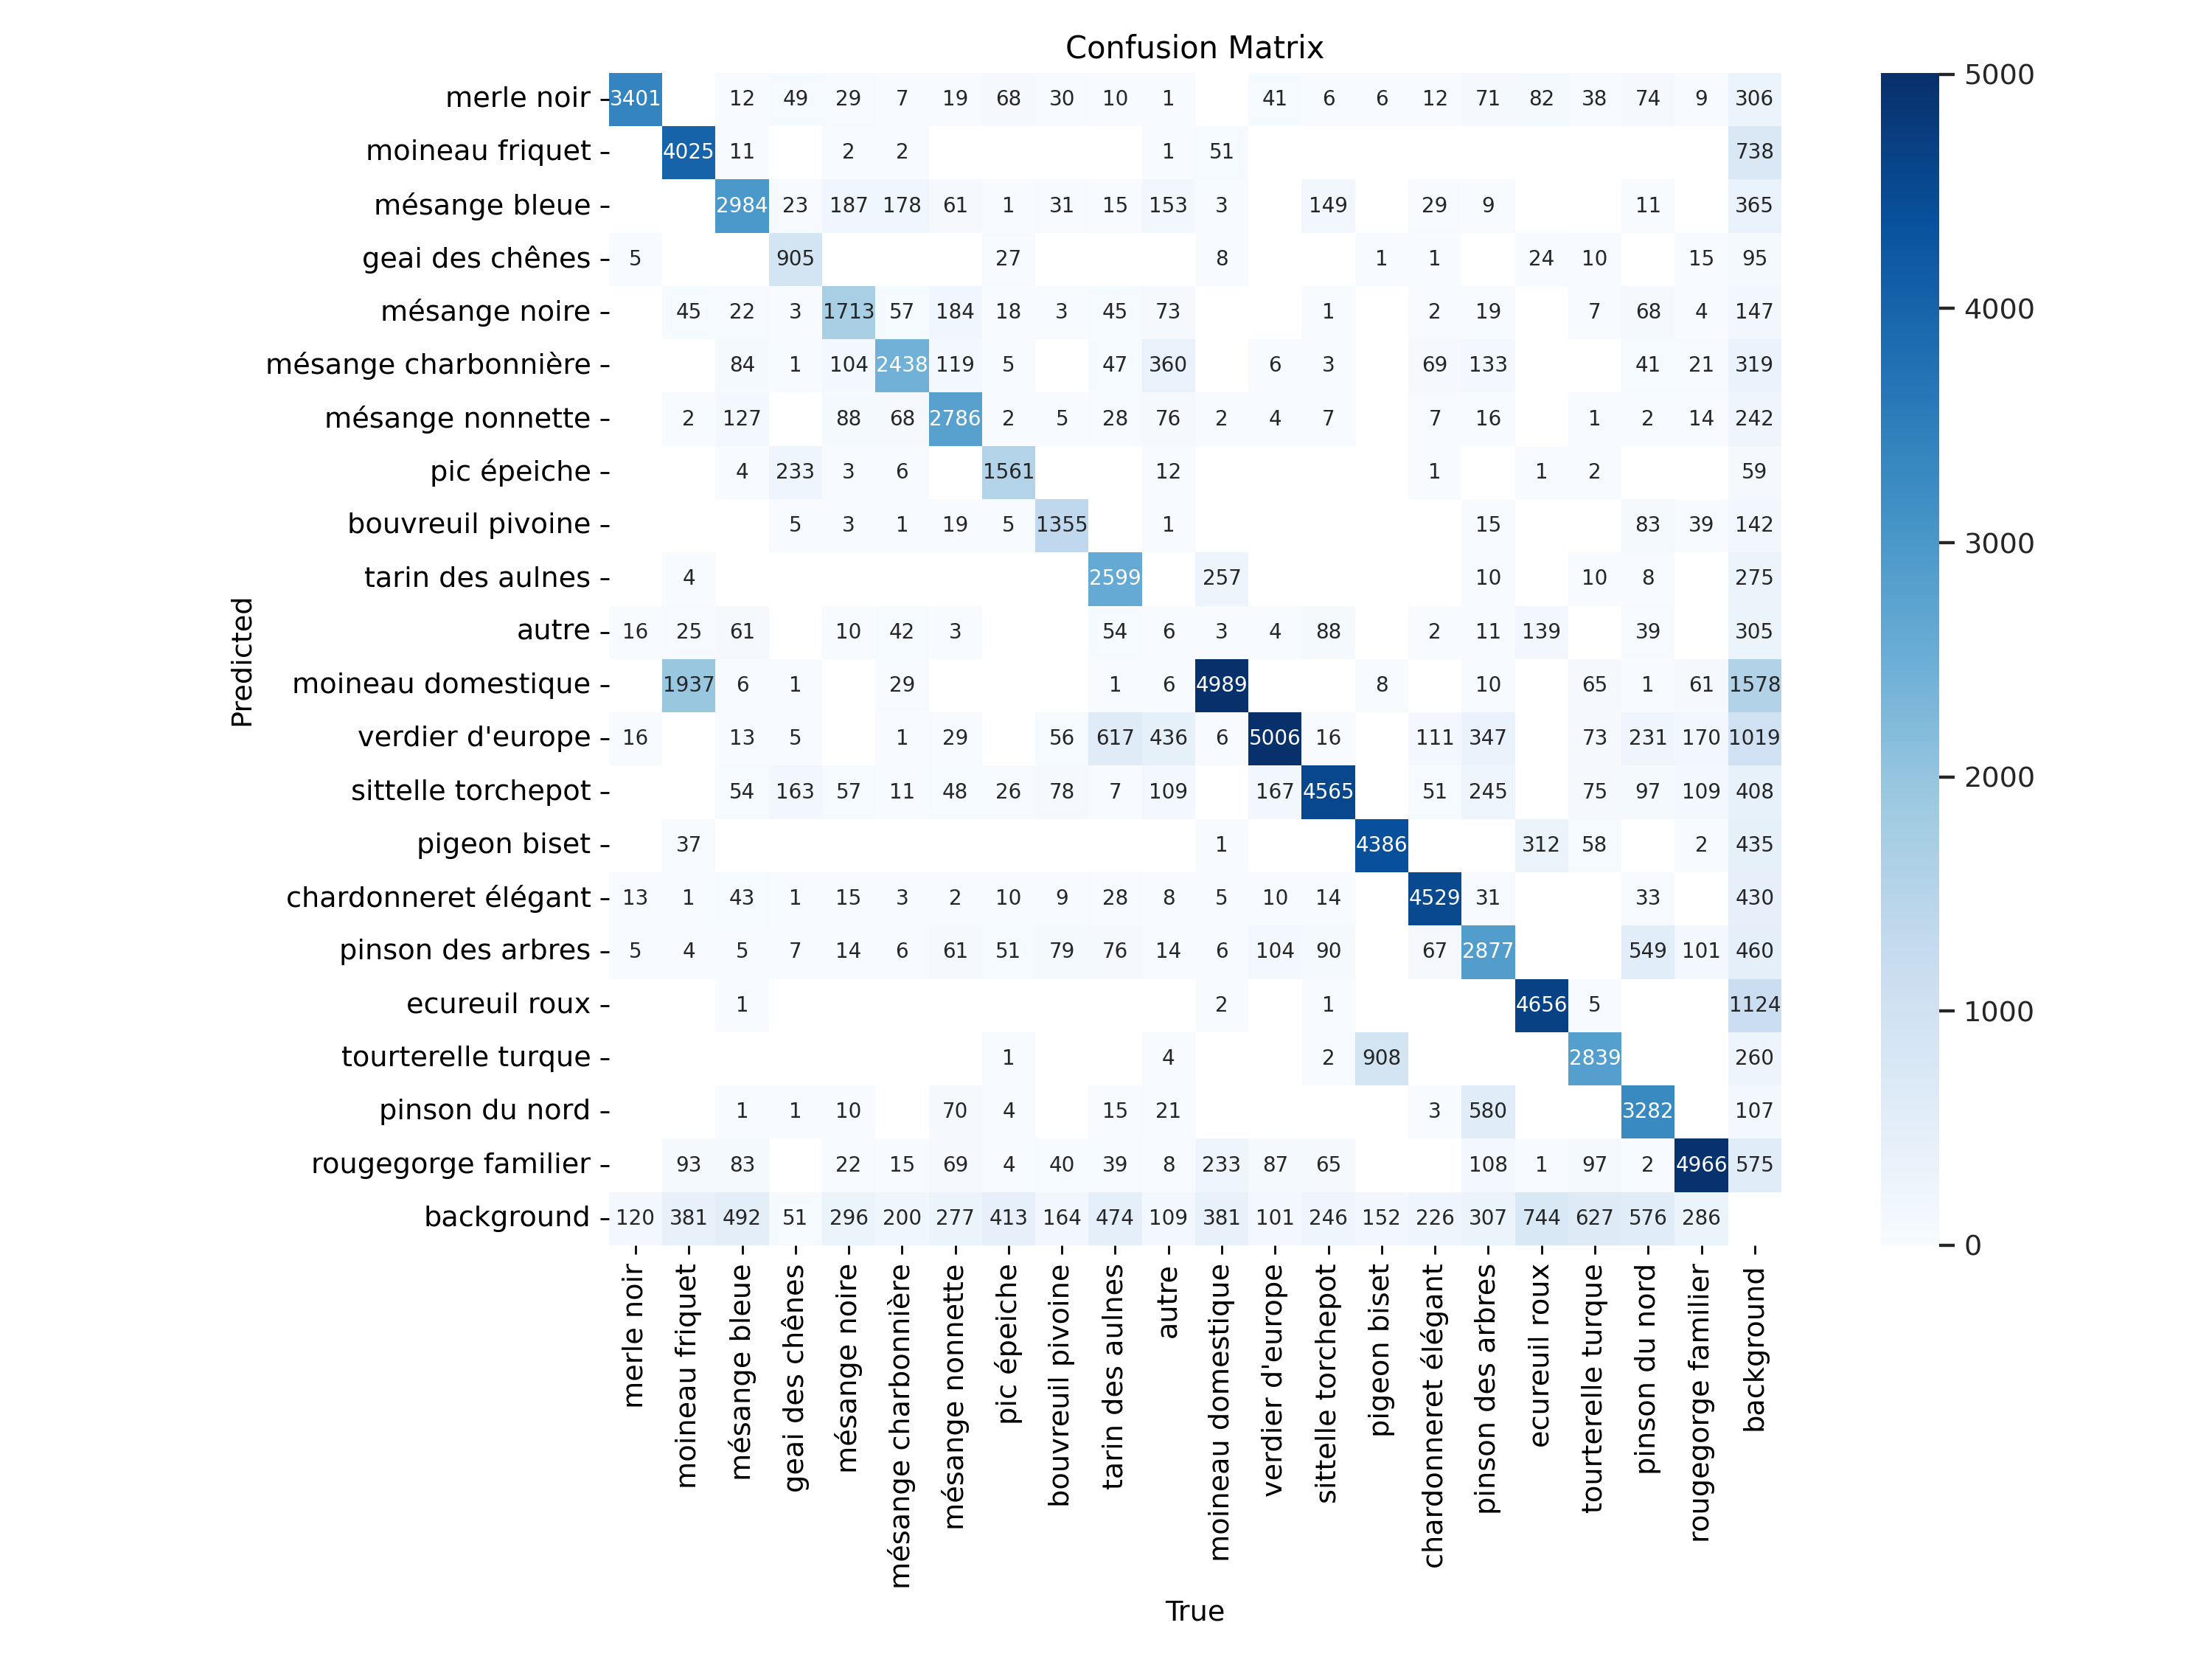 Confusion Matrix
merle noir 3401 12 49 29 7 19 68 30 10 1 41 6 6 12 71 82 38 74 9 306
moineau friquet 4025 11 2 2 1 51 738
mésange bleue 2984 23 187 178 61 1 31 15 153 3 149 29 9 11 365
geai des chênes 5 905 27 8 1 1 24 10 15 95
mésange noire 45 22 3 1713 57 184 18 3 45 73 1 2 19 7 68 4 147
mésange charbonnière 84 1 104 2438 119 5 47 360 6 3 69 133 41 21 319
mésange nonnette 2 127 88 68 2786 2 5 28 76 2 4 7 7 16 1 2 14 242
pic épeiche 4 233 3 6 1561 12 1 1 2 59
bouvreuil pivoine 5 3 1 19 5 1355 1 15 83 39 142
tarin des aulnes 4 2599 257 10 10 8 275
autre 16 25 61 10 42 3 54 6 3 4 88 2 11 139 39 305
moineau domestique 1937 6 1 29 1 6 4989 8 10 65 1 61 1578
verdier d'europe 16 13 5 1 29 56 617 436 6 5006 16 111 347 73 231 170 1019
sittelle torchepot 54 163 57 11 48 26 78 7 109 167 4565 51 245 75 97 109 408
pigeon biset 37 1 4386 312 58 2 435
chardonneret élégant 13 1 43 1 15 3 2 10 9 28 8 5 10 14 4529 31 33 430
pinson des arbres 5 4 5 7 14 6 61 51 79 76 14 6 104 90 67 2877 549 101 460
ecureuil roux 1 2 1 4656 5 1124
tourterelle turque 1 4 2 908 2839 260
pinson du nord 1 1 10 70 4 15 21 3 580 3282 107
rougegorge familier 93 83 22 15 69 4 40 39 8 233 87 65 108 1 97 2 4966 575
background 120 381 492 51 296 200 277 413 164 474 109 381 101 246 152 226 307 744 627 576 286
Predicted
merle noir
moineau friquet
mésange bleue
geai des chênes
mésange noire
mésange charbonnière
mésange nonnette
pic épeiche
bouvreuil pivoine
tarin des aulnes
autre
moineau domestique
verdier d'europe
sittelle torchepot
pigeon biset
chardonneret élégant
pinson des arbres
ecureuil roux
tourterelle turque
pinson du nord
rougegorge familier
background
True
5000
4000
3000
2000
1000
0